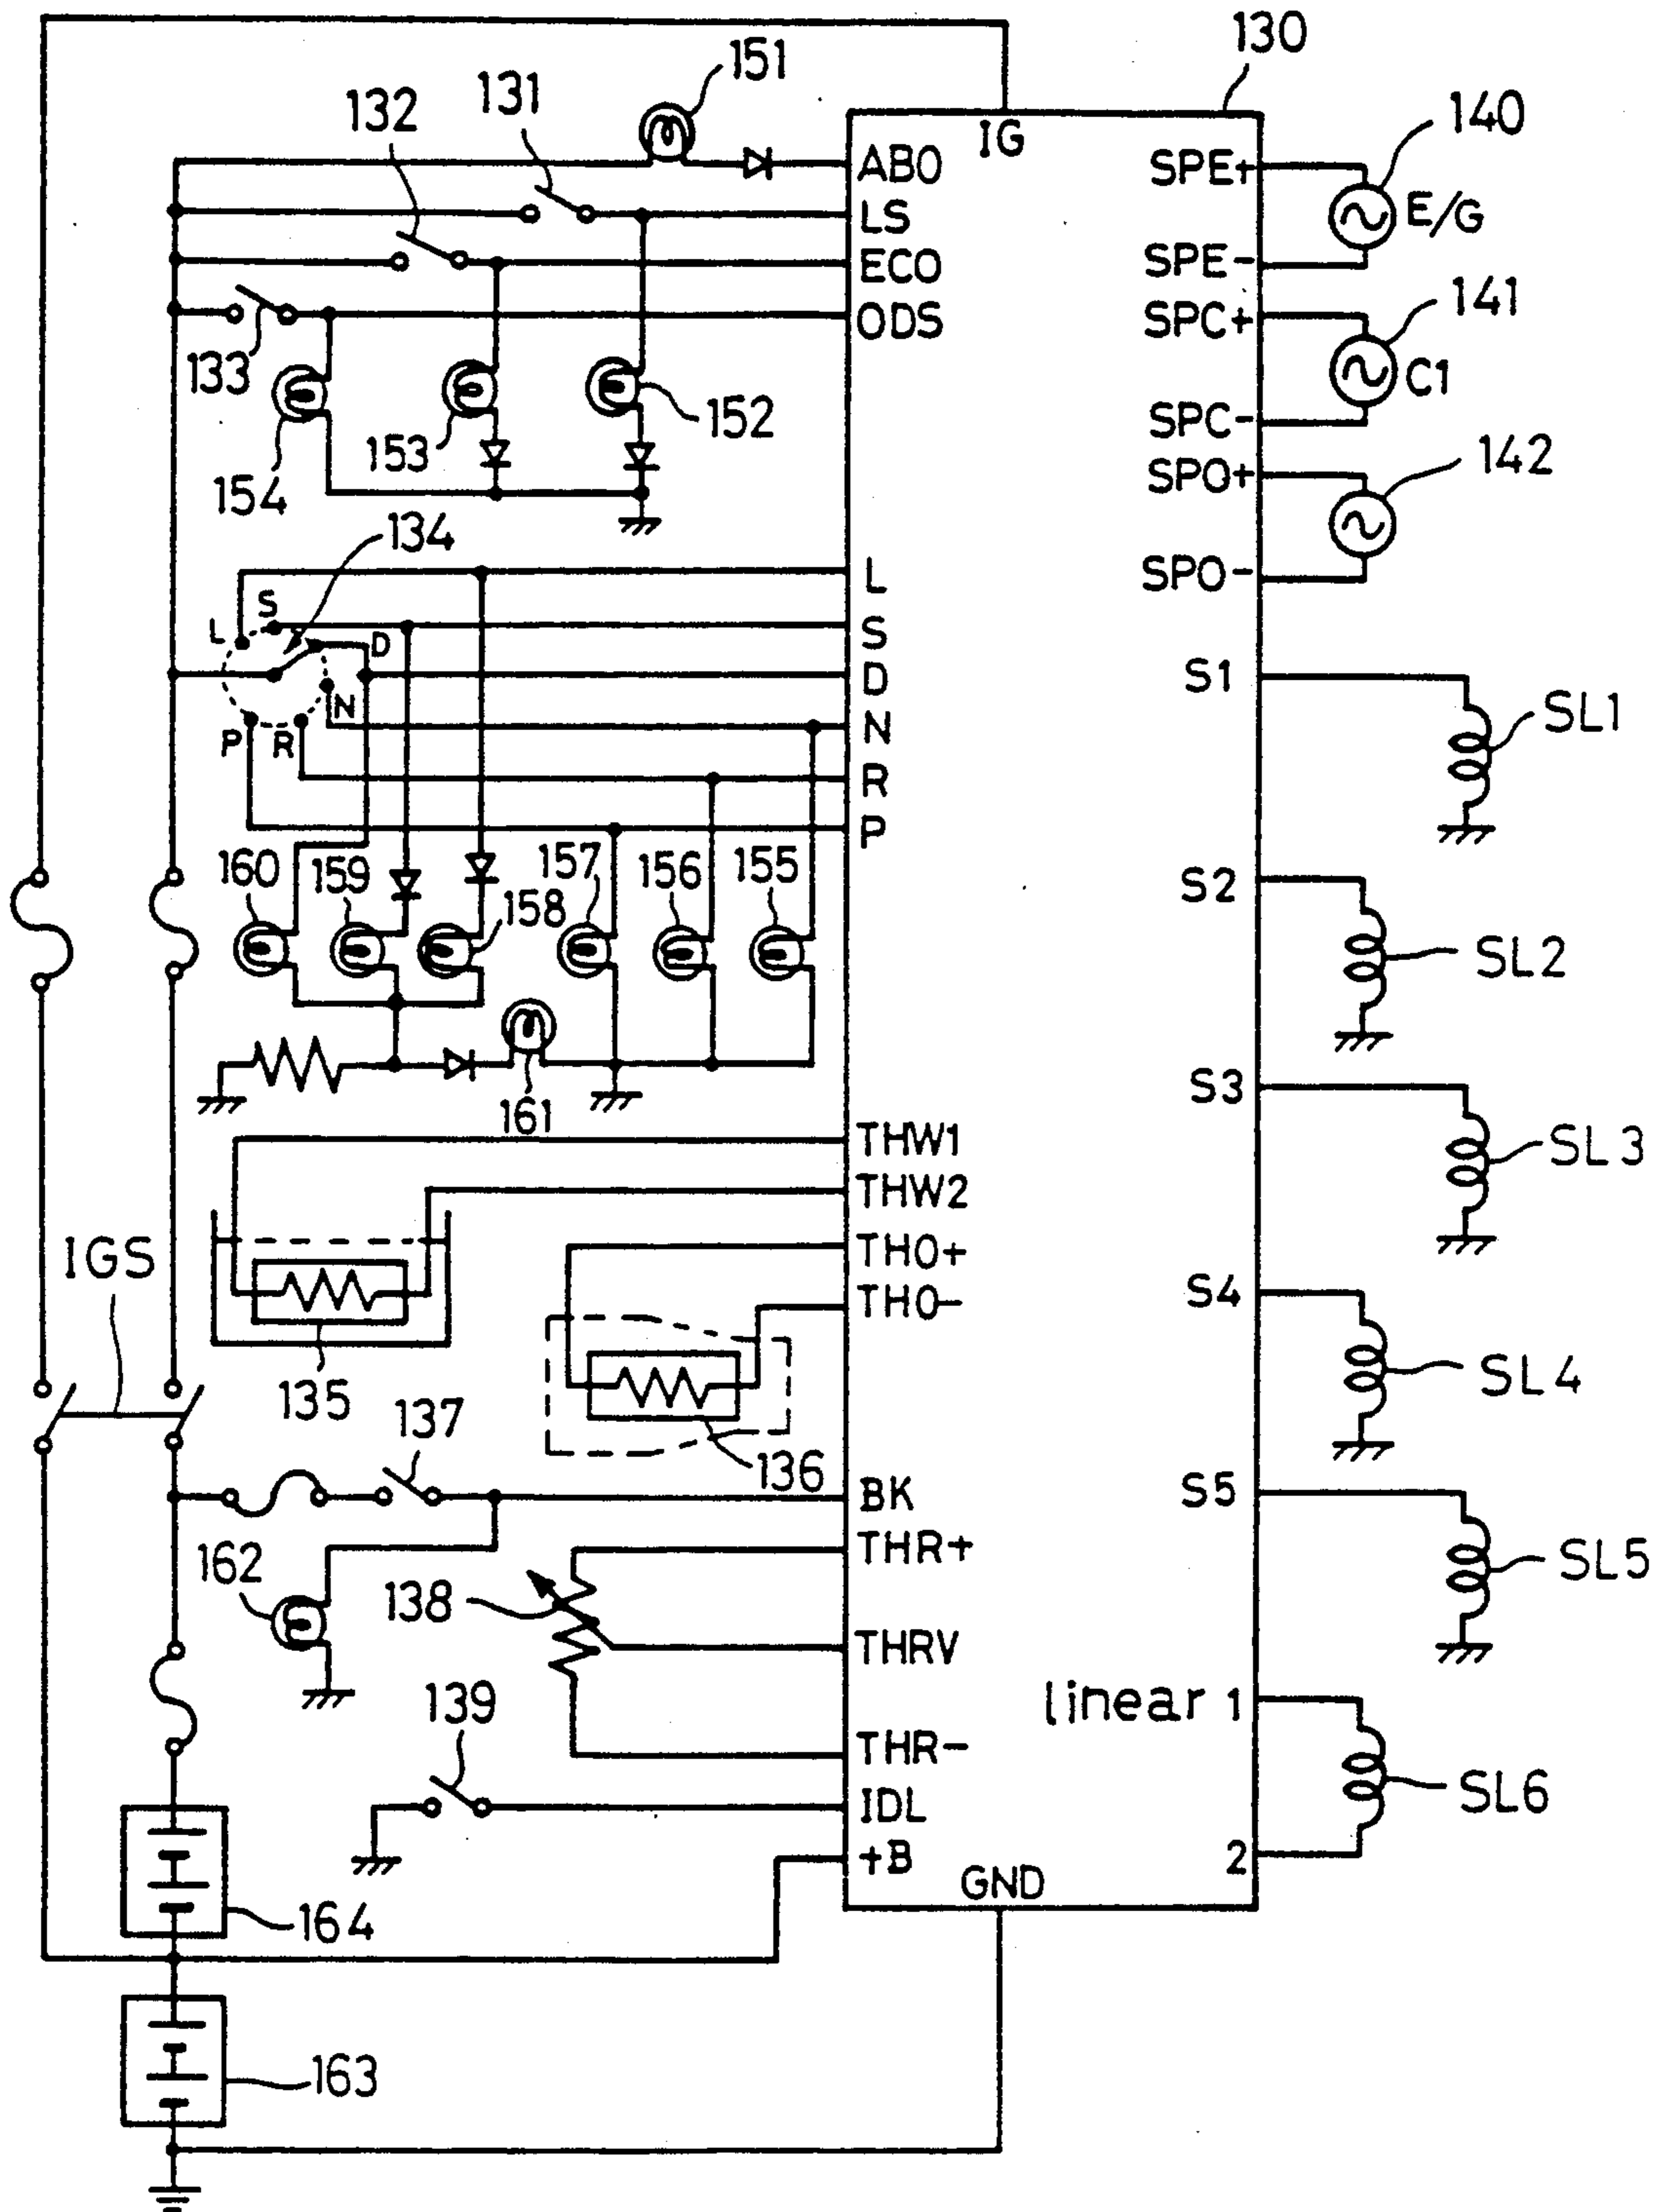 130
151
131
132
140
IG
ABO
SPE+
LS
E/G
ECO
SPE-
ODS
SPC+
141
133
C1
152
SPC-
153
SPO+
142
154
134
SPO-
L
S
L
S
D
D
S1
N
N
SL1
P
R
R
P
160
159
157
156
155
S2
158
SL2
161
S3
THW1
SL3
THW2
IGS
THO+
S4
THO-
SL4
135
137
136
BK
S5
THR+
162
SL5
138
THRV
139
linear 1
THR-
SL6
IDL
+B
2
GND
164
163